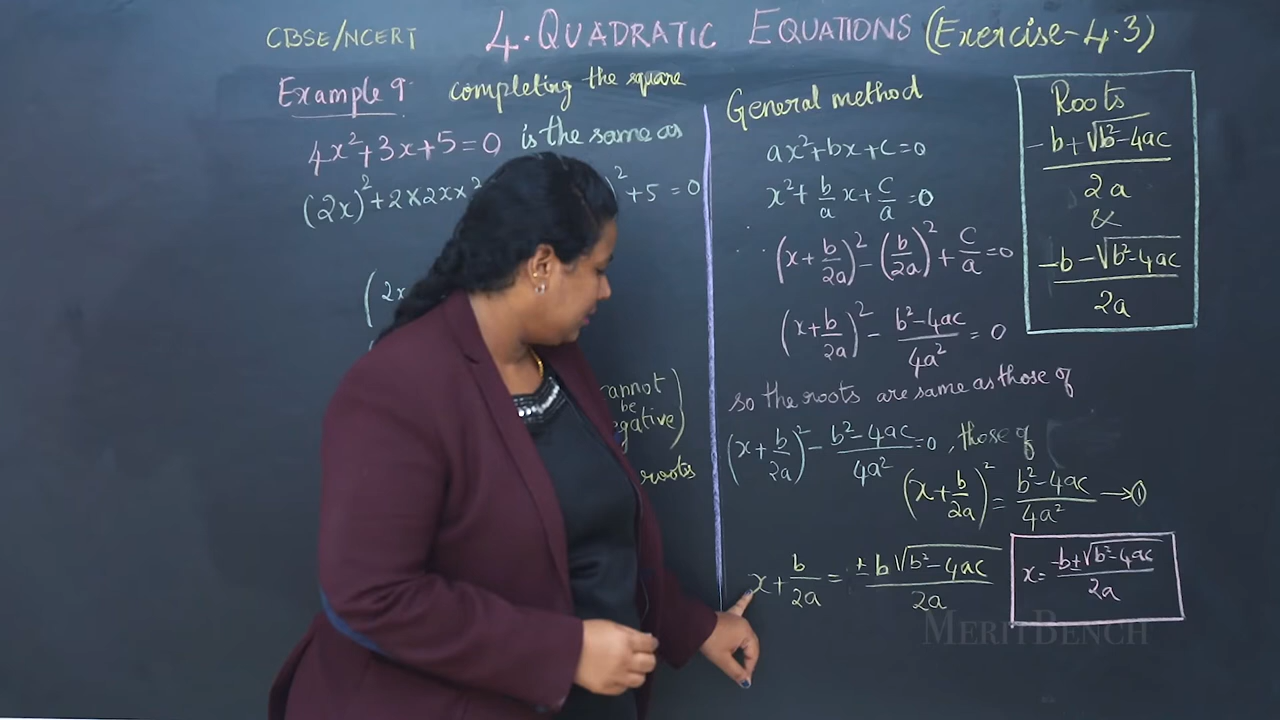 CBSE/NCERT 4. QUADRATIC EQUATIONS (Exercise-4.3)
Example 9 completing the square
4x²+3x+5=0 is the same as
(2x)²+2×2x× ² +5=0
(2x
cannot
be
negative)
roots
General method
ax²+bx+c=0
x²+b/a x+c/a=0
∴ (x+b/2a)²-(b/2a)²+c/a=0
(x+b/2a)²-b²-4ac/4a²=0
so the roots are same as those of
(x+b/2a)²-b²-4ac/4a²=0, those of
(x+b/2a)²=b²-4ac/4a²→①
x+b/2a=±b√b²-4ac/2a
x=-b±√b²-4ac/2a
Roots
-b+√b²-4ac/2a
&
-b-√b²-4ac/2a
MERITBENCH